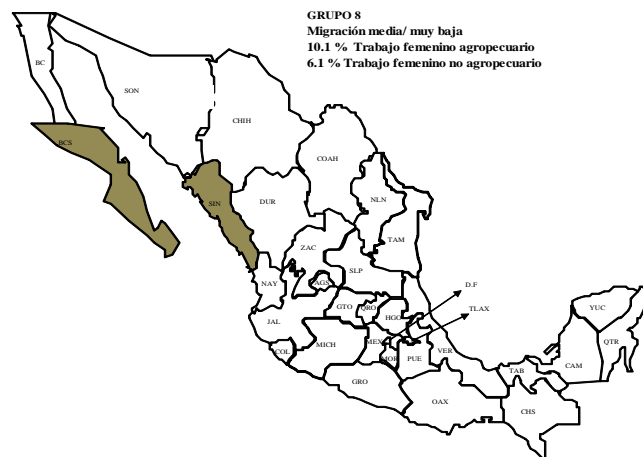 GRUPO 8
Migración media/ muy baja
10.1 % Trabajo femenino agropecuario
6.1 % Trabajo femenino no agropecuario
BC
SON
CHIH
BCS
COAH
SIN
DUR
NLN
ZAC
TAM
SLP
NAY
AGS
D.F
GTO
QRO
HGO
TLAX
YUC
JAL
MEX
QTR
COL
MICH
MOR
PUE
VER
TAB
CAM
GRO
OAX
CHS